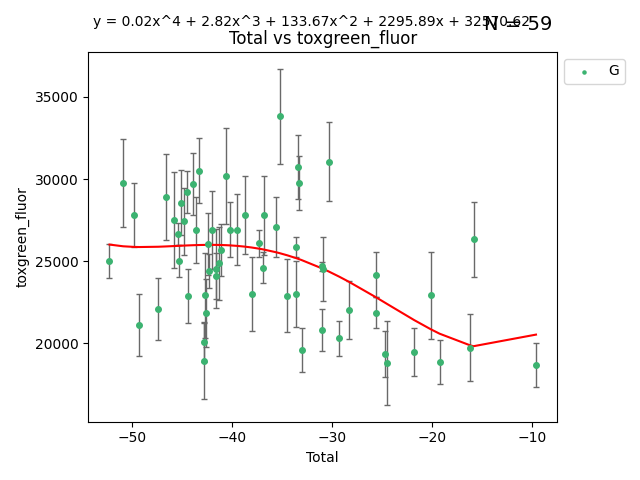 y = 0.02x^4 + 2.82x^3 + 133.67x^2 + 2295.89x +
N = 59
Total vs toxgreen_fluor
G
35000
30000
25000
20000
toxgreen_fluor
−50 −40 −30 −20 −10
Total